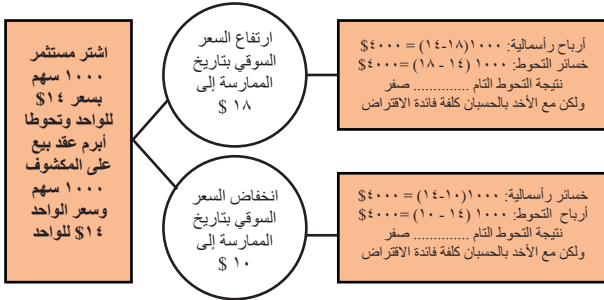 اشتر مستثمر
١٠٠٠ سهم
بسعر ١٤$
للواحد وتحوطا
أبرم عقد بيع
على المكشوف
١٠٠٠ سهم
وسعر الواحد
١٤$ للواحد
ارتفاع السعر
السوقي بتاريخ
الممارسة إلى
١٨ $
أرباح رأسمالية: ١٠٠٠(١٨-١٤) = ٤٠٠٠$
خسائر التحوط: ١٠٠٠ (١٤ - ١٨) =٤٠٠٠$
نتيجة التحوط التام .............. صفر
ولكن مع الأخد بالحسبان كلفة فائدة الاقتراض
انخفاض السعر
السوقي بتاريخ
الممارسة إلى
١٠ $
خسائر رأسمالية: ١٠٠٠(١٠-١٤) = ٤٠٠٠$
أرباح التحوط: ١٠٠٠ (١٤ - ١٠) =٤٠٠٠$
نتيجة التحوط التام .............. صفر
ولكن مع الأخد بالحسبان كلفة فائدة الاقتراض